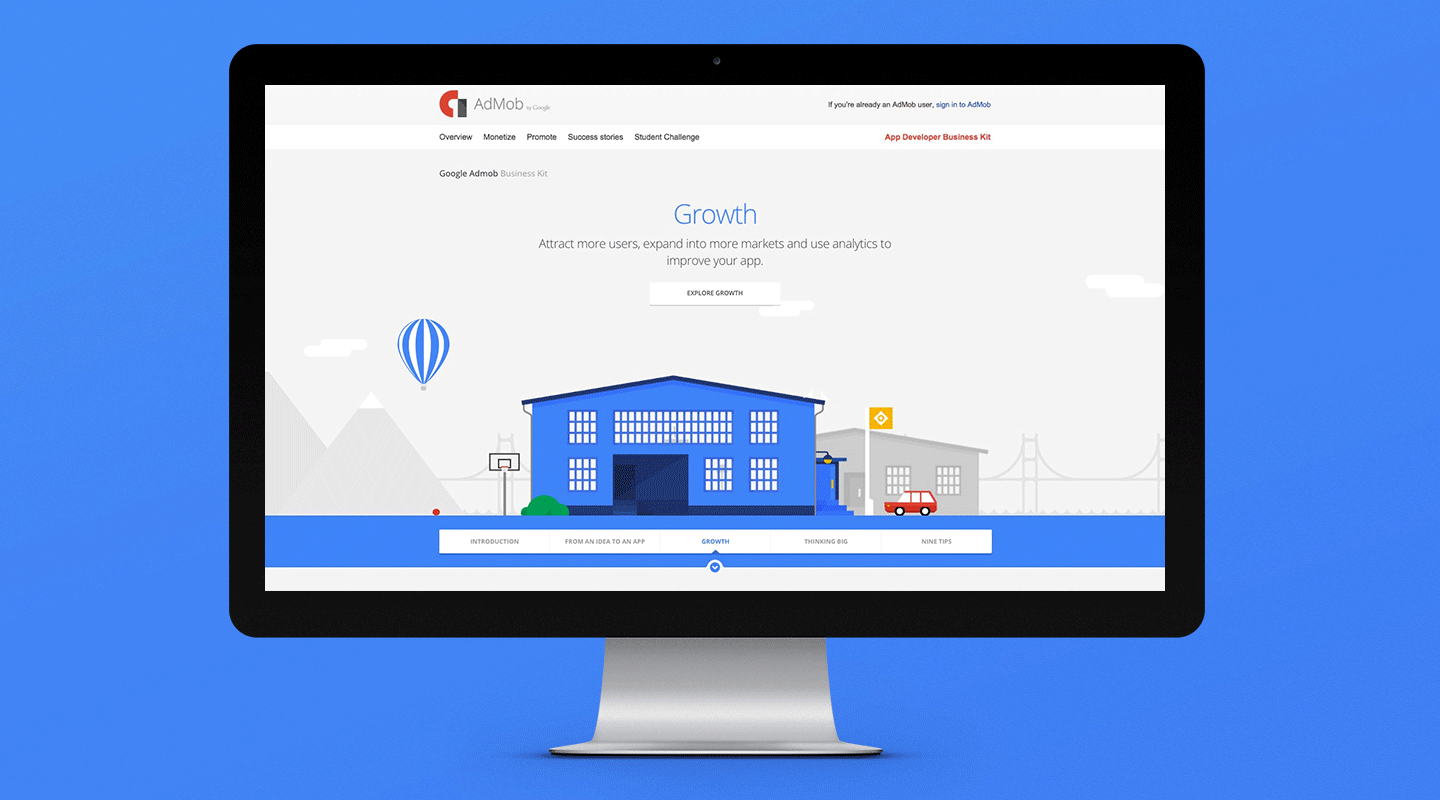 AdMob by Google
If you're already an AdMob user, sign in to AdMob
Overview Monetize Promote Success stories Student Challenge
App Developer Business Kit
Google Admob Business Kit
Growth
Attract more users, expand into more markets and use analytics to
improve your app.
EXPLORE GROWTH
INTRODUCTION
FROM AN IDEA TO AN APP
GROWTH
THINKING BIG
NINE TIPS